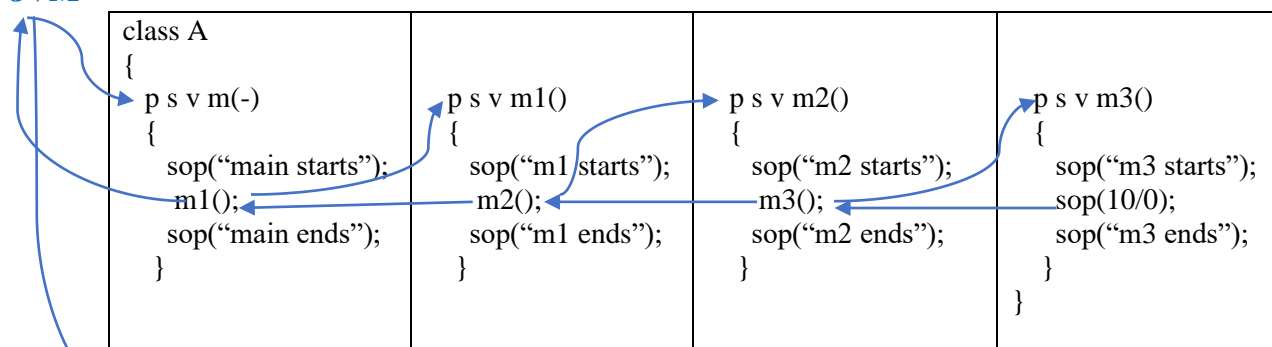 class A
{
p s v m(-)
{
sop(“main starts”);
m1();
sop(“main ends”);
}
p s v m1()
{
sop(“m1 starts”);
m2();
sop(“m1 ends”);
}
p s v m2()
{
sop(“m2 starts”);
m3();
sop(“m2 ends”);
}
p s v m3()
{
sop(“m3 starts”);
sop(10/0);
sop(“m3 ends”);
}
}